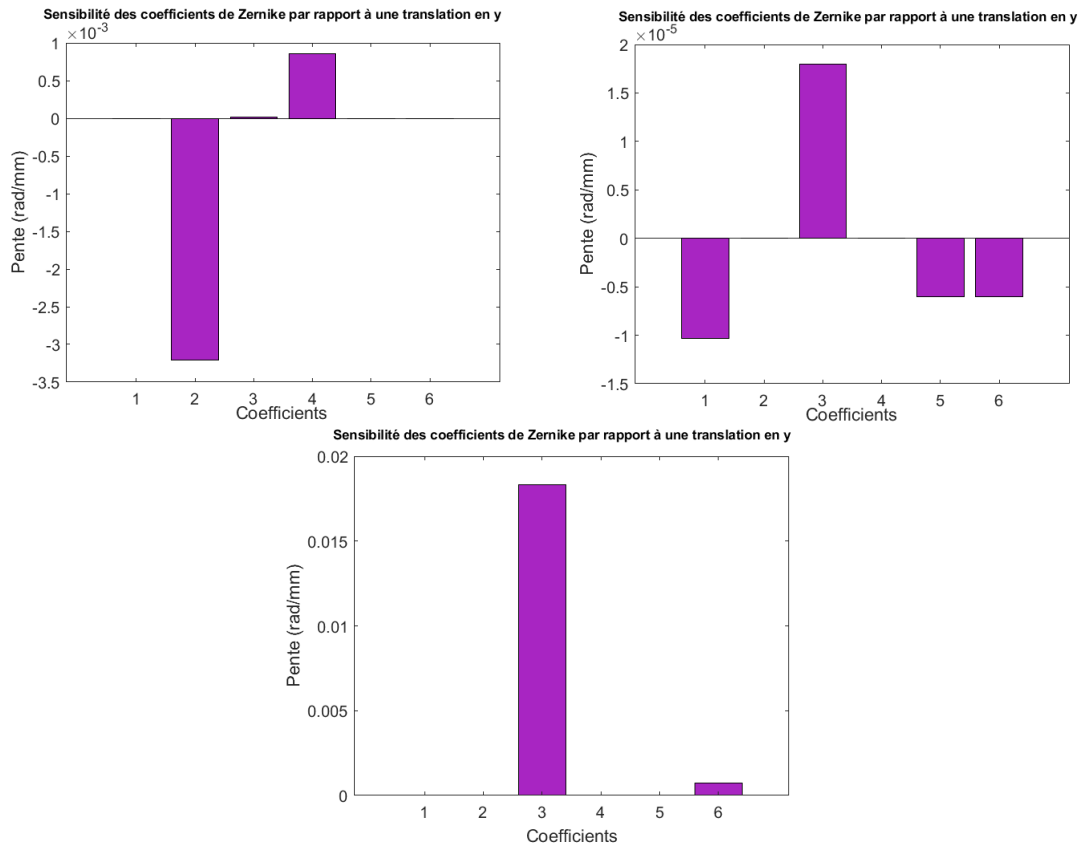 Sensibilité des coefficients de Zernike par rapport à une translation en y
×10-3
1
0.5
0
-0.5
-1
-1.5
-2
-2.5
-3
-3.5
Pente (rad/mm)
1 2 3 4 5 6
Coefficients
Sensibilité des coefficients de Zernike par rapport à une translation en y
×10-5
2
1.5
1
0.5
0
-0.5
-1
-1.5
Pente (rad/mm)
1 2 3 4 5 6
Coefficients
Sensibilité des coefficients de Zernike par rapport à une translation en y
0.02
0.015
0.01
0.005
0
Pente (rad/mm)
1 2 3 4 5 6
Coefficients